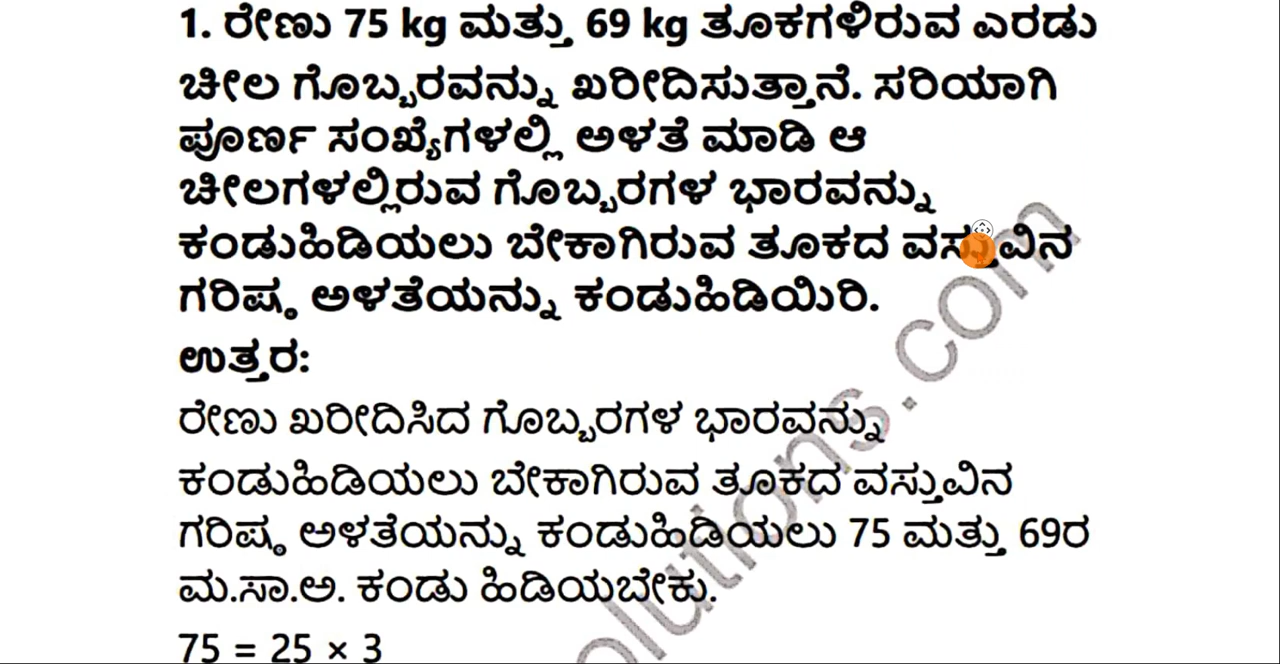 1. ರೇಣು 75 kg ಮತ್ತು 69 kg ತೂಕಗಳಿರುವ ಎರಡು
ಚೀಲ ಗೊಬ್ಬರವನ್ನು ಖರೀದಿಸುತ್ತಾನೆ. ಸರಿಯಾಗಿ
ಪೂರ್ಣ ಸಂಖ್ಯೆಗಳಲ್ಲಿ ಅಳತೆ ಮಾಡಿ ಆ
ಚೀಲಗಳಲ್ಲಿರುವ ಗೊಬ್ಬರಗಳ ಭಾರವನ್ನು
ಕಂಡುಹಿಡಿಯಲು ಬೇಕಾಗಿರುವ ತೂಕದ ವಸ್ತುವಿನ
ಗರಿಷ್ಠ ಅಳತೆಯನ್ನು ಕಂಡುಹಿಡಿಯಿರಿ.
ಉತ್ತರ:
ರೇಣು ಖರೀದಿಸಿದ ಗೊಬ್ಬರಗಳ ಭಾರವನ್ನು
ಕಂಡುಹಿಡಿಯಲು ಬೇಕಾಗಿರುವ ತೂಕದ ವಸ್ತುವಿನ
ಗರಿಷ್ಠ ಅಳತೆಯನ್ನು ಕಂಡುಹಿಡಿಯಲು 75 ಮತ್ತು 69ರ
ಮ.ಸಾ.ಅ. ಕಂಡು ಹಿಡಿಯಬೇಕು.
75 = 25 × 3
olutions.com